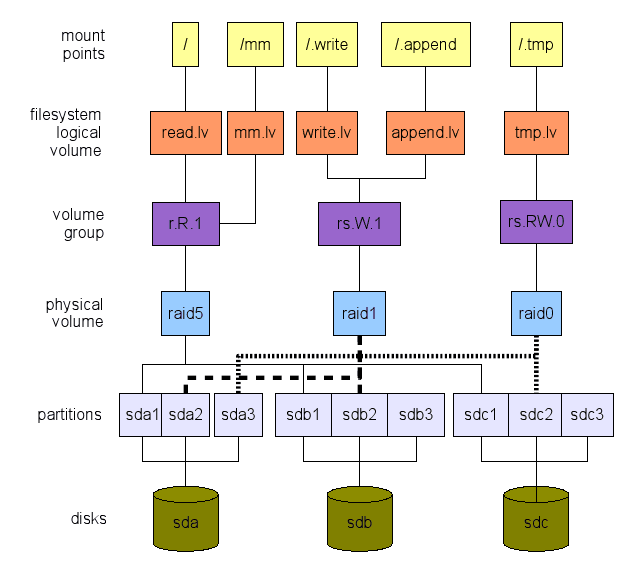 mount
points
/
/mm
/.write
/.append
/.tmp
filesystem
logical
volume
read.lv
mm.lv
write.lv
append.lv
tmp.lv
volume
group
r.R.1
rs.W.1
rs.RW.0
physical
volume
raid5
raid1
raid0
partitions
sda1
sda2
sda3
sdb1
sdb2
sdb3
sdc1
sdc2
sdc3
disks
sda
sdb
sdc